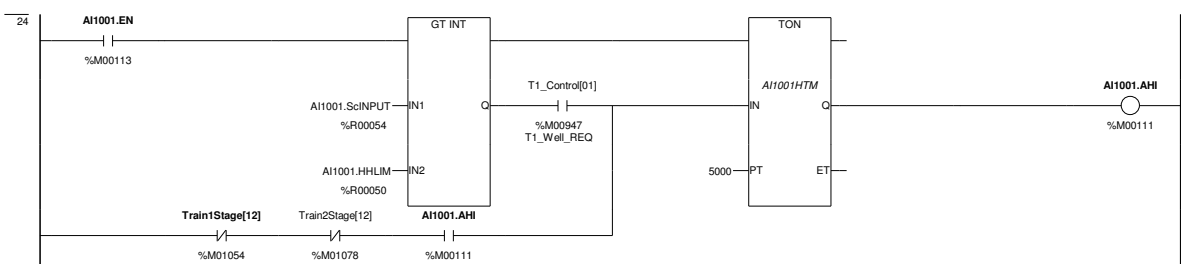 24
AI1001.EN
GT INT
TON
%M00113
T1_Control[01]
AI1001HTM
AI1001.AHI
AI1001.ScINPUT
IN1
Q
IN
Q
%R00054
%M00947
%M00111
T1_Well_REQ
AI1001.HHLIM
IN2
5000
PT
ET
%R00050
Train1Stage[12]
Train2Stage[12]
AI1001.AHI
%M01054
%M01078
%M00111